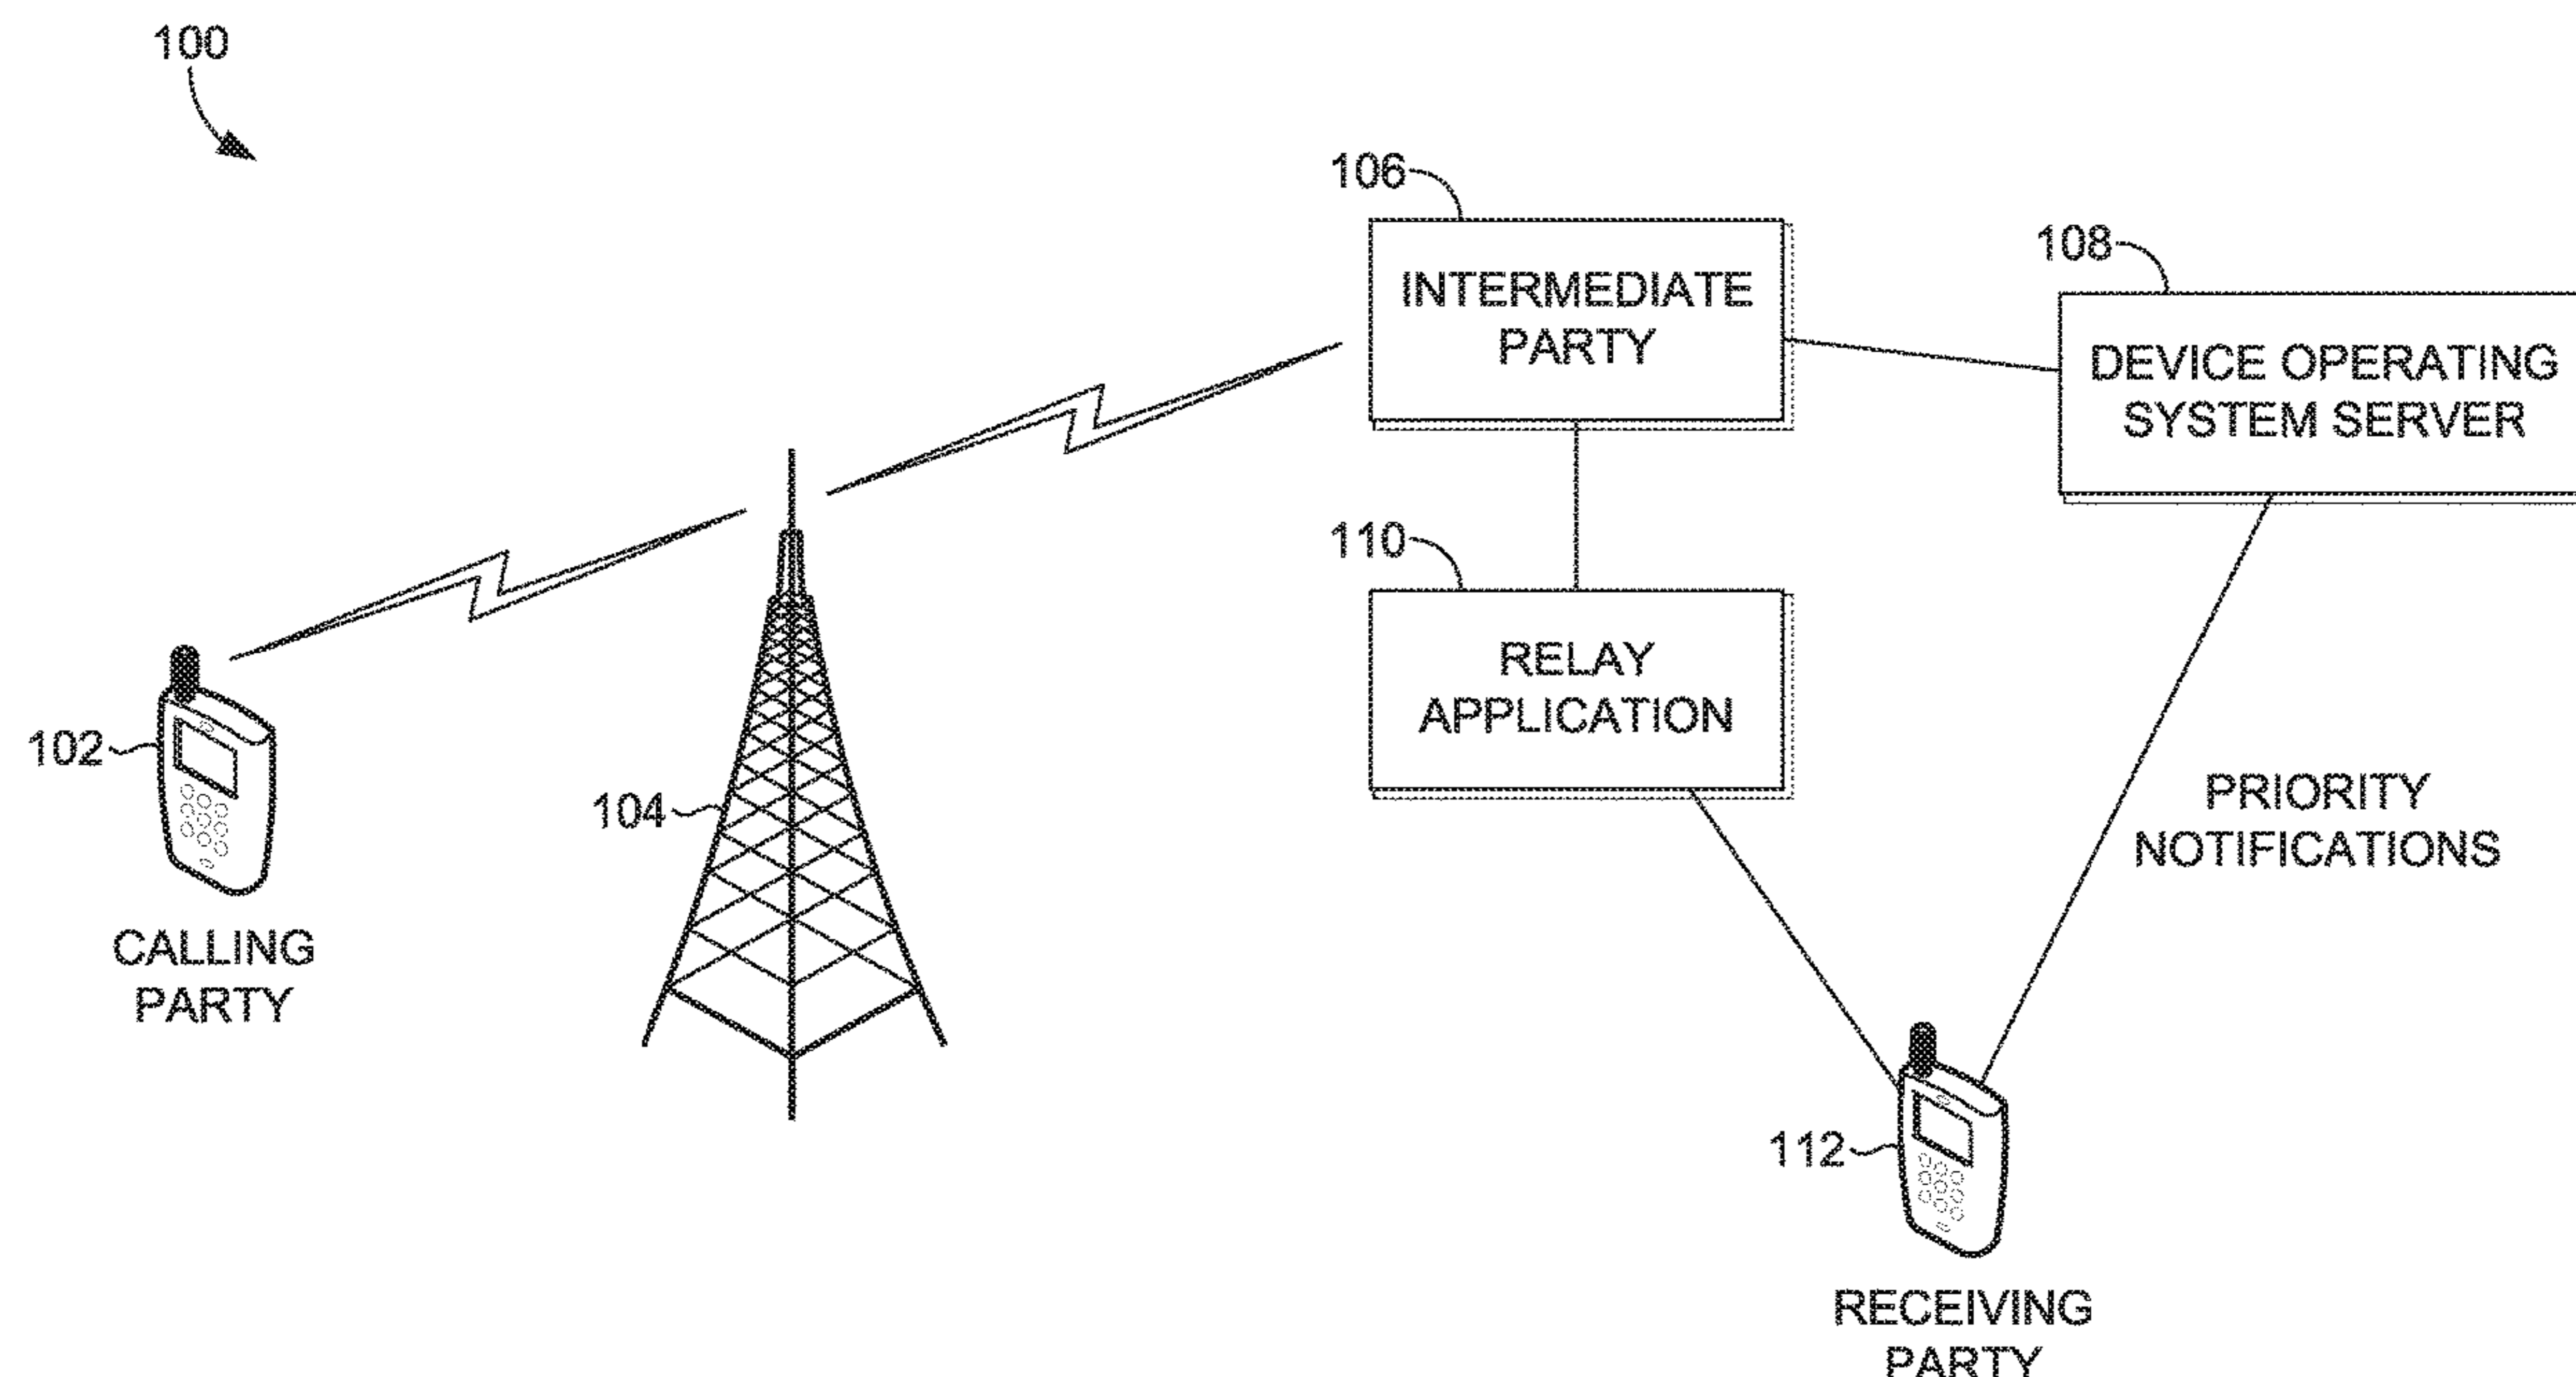 100
106
INTERMEDIATE
PARTY
108
DEVICE OPERATING
SYSTEM SERVER
110
RELAY
APPLICATION
102
CALLING
PARTY
104
PRIORITY
NOTIFICATIONS
112
RECEIVING
PARTY